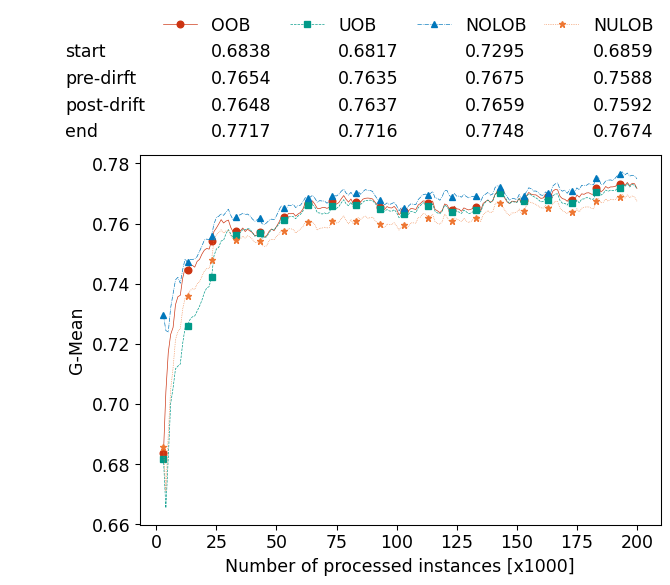 OOB UOB NOLOB NULOB
start 0.6838 0.6817 0.7295 0.6859
pre-dirft 0.7654 0.7635 0.7675 0.7588
post-drift 0.7648 0.7637 0.7659 0.7592
end 0.7717 0.7716 0.7748 0.7674
0.78
0.76
0.74
0.72
0.70
0.68
0.66
G-Mean
0 25 50 75 100 125 150 175 200
Number of processed instances [x1000]